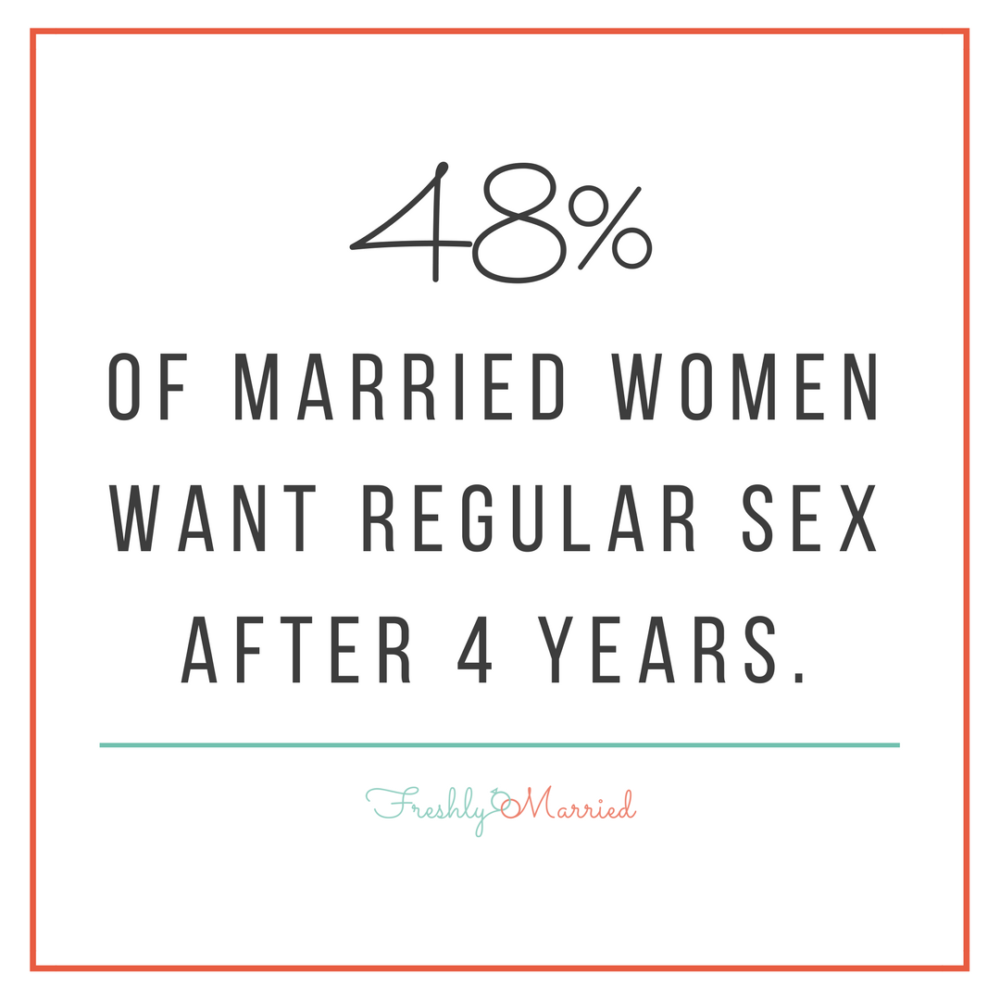 48%
OF MARRIED WOMEN
WANT REGULAR SEX
AFTER 4 YEARS.
Freshly Married